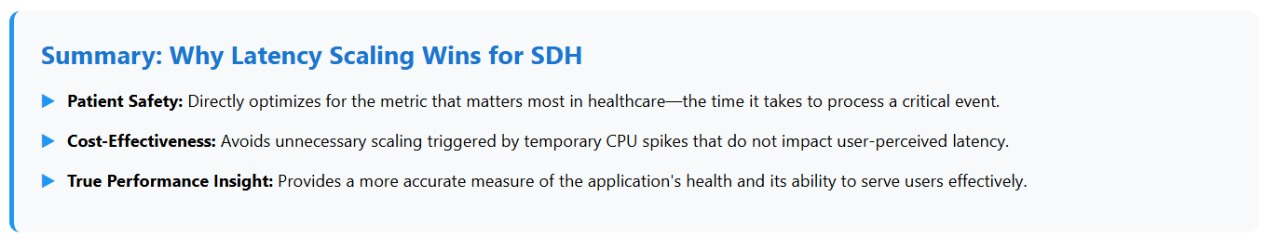 Summary: Why Latency Scaling Wins for SDH
Patient Safety: Directly optimizes for the metric that matters most in healthcare—the time it takes to process a critical event.
Cost-Effectiveness: Avoids unnecessary scaling triggered by temporary CPU spikes that do not impact user-perceived latency.
True Performance Insight: Provides a more accurate measure of the application's health and its ability to serve users effectively.